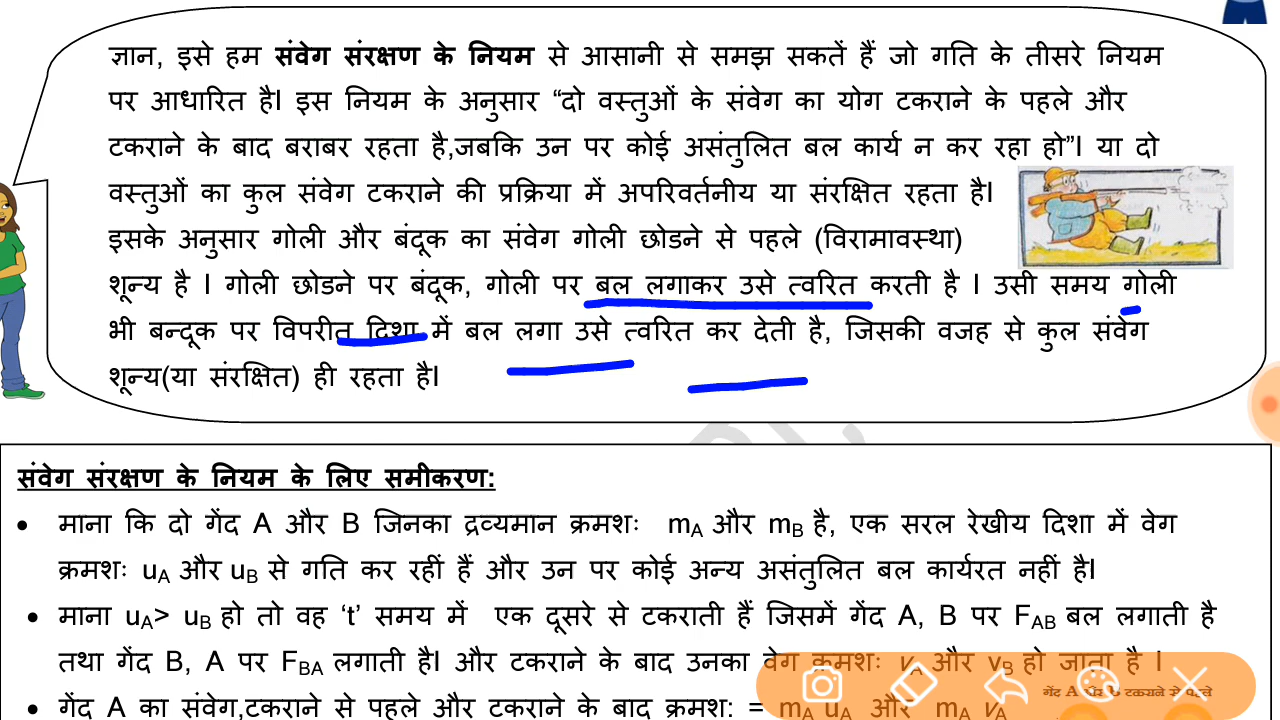 ज्ञान, इसे हम संवेग संरक्षण के नियम से आसानी से समझ सकतें हैं जो गति के तीसरे नियम
पर आधारित हैI इस नियम के अनुसार “दो वस्तुओं के संवेग का योग टकराने के पहले और
टकराने के बाद बराबर रहता है,जबकि उन पर कोई असंतुलित बल कार्य न कर रहा हो”I या दो
वस्तुओं का कुल संवेग टकराने की प्रक्रिया में अपरिवर्तनीय या संरक्षित रहता हैI
इसके अनुसार गोली और बंदूक का संवेग गोली छोडने से पहले (विरामावस्था)
शून्य है I गोली छोडने पर बंदूक, गोली पर बल लगाकर उसे त्वरित करती है I उसी समय गोली
भी बन्दूक पर विपरीत दिशा में बल लगा उसे त्वरित कर देती है, जिसकी वजह से कुल संवेग
शून्य(या संरक्षित) ही रहता हैI
संवेग संरक्षण के नियम के लिए समीकरण:
• माना कि दो गेंद A और B जिनका द्रव्यमान क्रमशः mA और mB है, एक सरल रेखीय दिशा में वेग
क्रमशः uA और uB से गति कर रहीं हैं और उन पर कोई अन्य असंतुलित बल कार्यरत नहीं हैI
• माना uA> uB हो तो वह ‘t’ समय में एक दूसरे से टकराती हैं जिसमें गेंद A, B पर FAB बल लगाती है
तथा गेंद B, A पर FBA लगाती हैI और टकराने के बाद उनका वेग क्रमशः vA और vB हो जाता है I
• गेंद A का संवेग,टकराने से पहले और टकराने के बाद क्रमश: = mA uA और mA vA
गेंद A टकराने से पहले